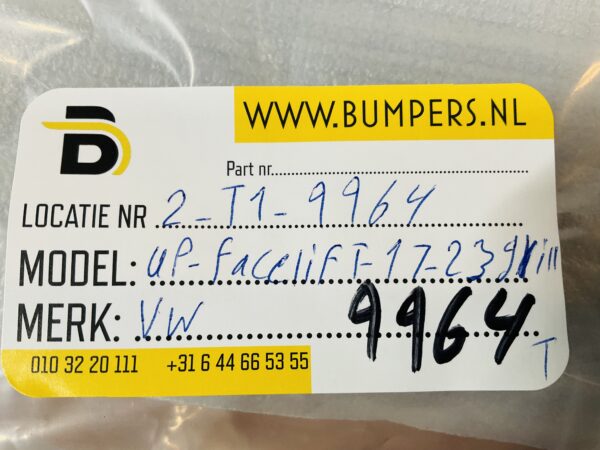 WWW.BUMPERS.NL
Part nr.
LOCATIE NR 2-T1-9964
MODEL: UP-facelift-17-23 grill
MERK: VW
9964
T
010 32 20 111 +31 6 44 66 53 55